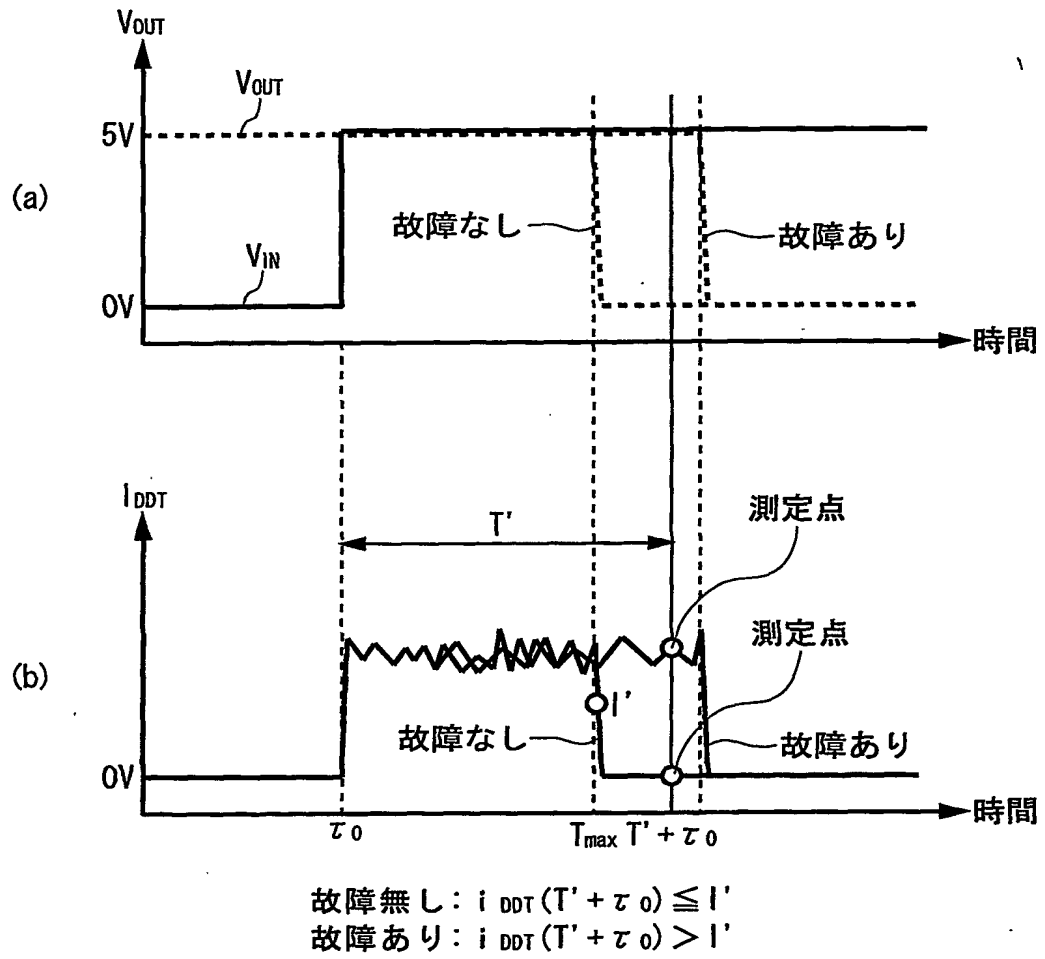 VOUT
VOUT
5V
(a)
故障なし
故障あり
VIN
0V
時間
iDDT
測定点
T'
測定点
(b)
I'
故障なし
故障あり
0V
時間
τ0
Tmax T'+τ0
故障無し: iDDT(T'+τ0)≦I'
故障あり: iDDT(T'+τ0)>I'